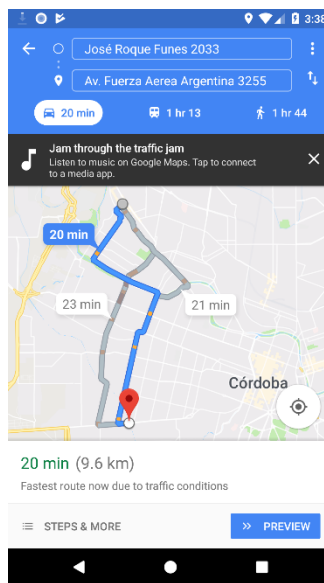 3:38
José Roque Funes 2033
Av. Fuerza Aerea Argentina 3255
20 min
1 hr 13
1 hr 44
Jam through the traffic jam
Listen to music on Google Maps. Tap to connect
to a media app.
20 min
23 min
21 min
Córdoba
20 min (9.6 km)
Fastest route now due to traffic conditions
STEPS & MORE
PREVIEW